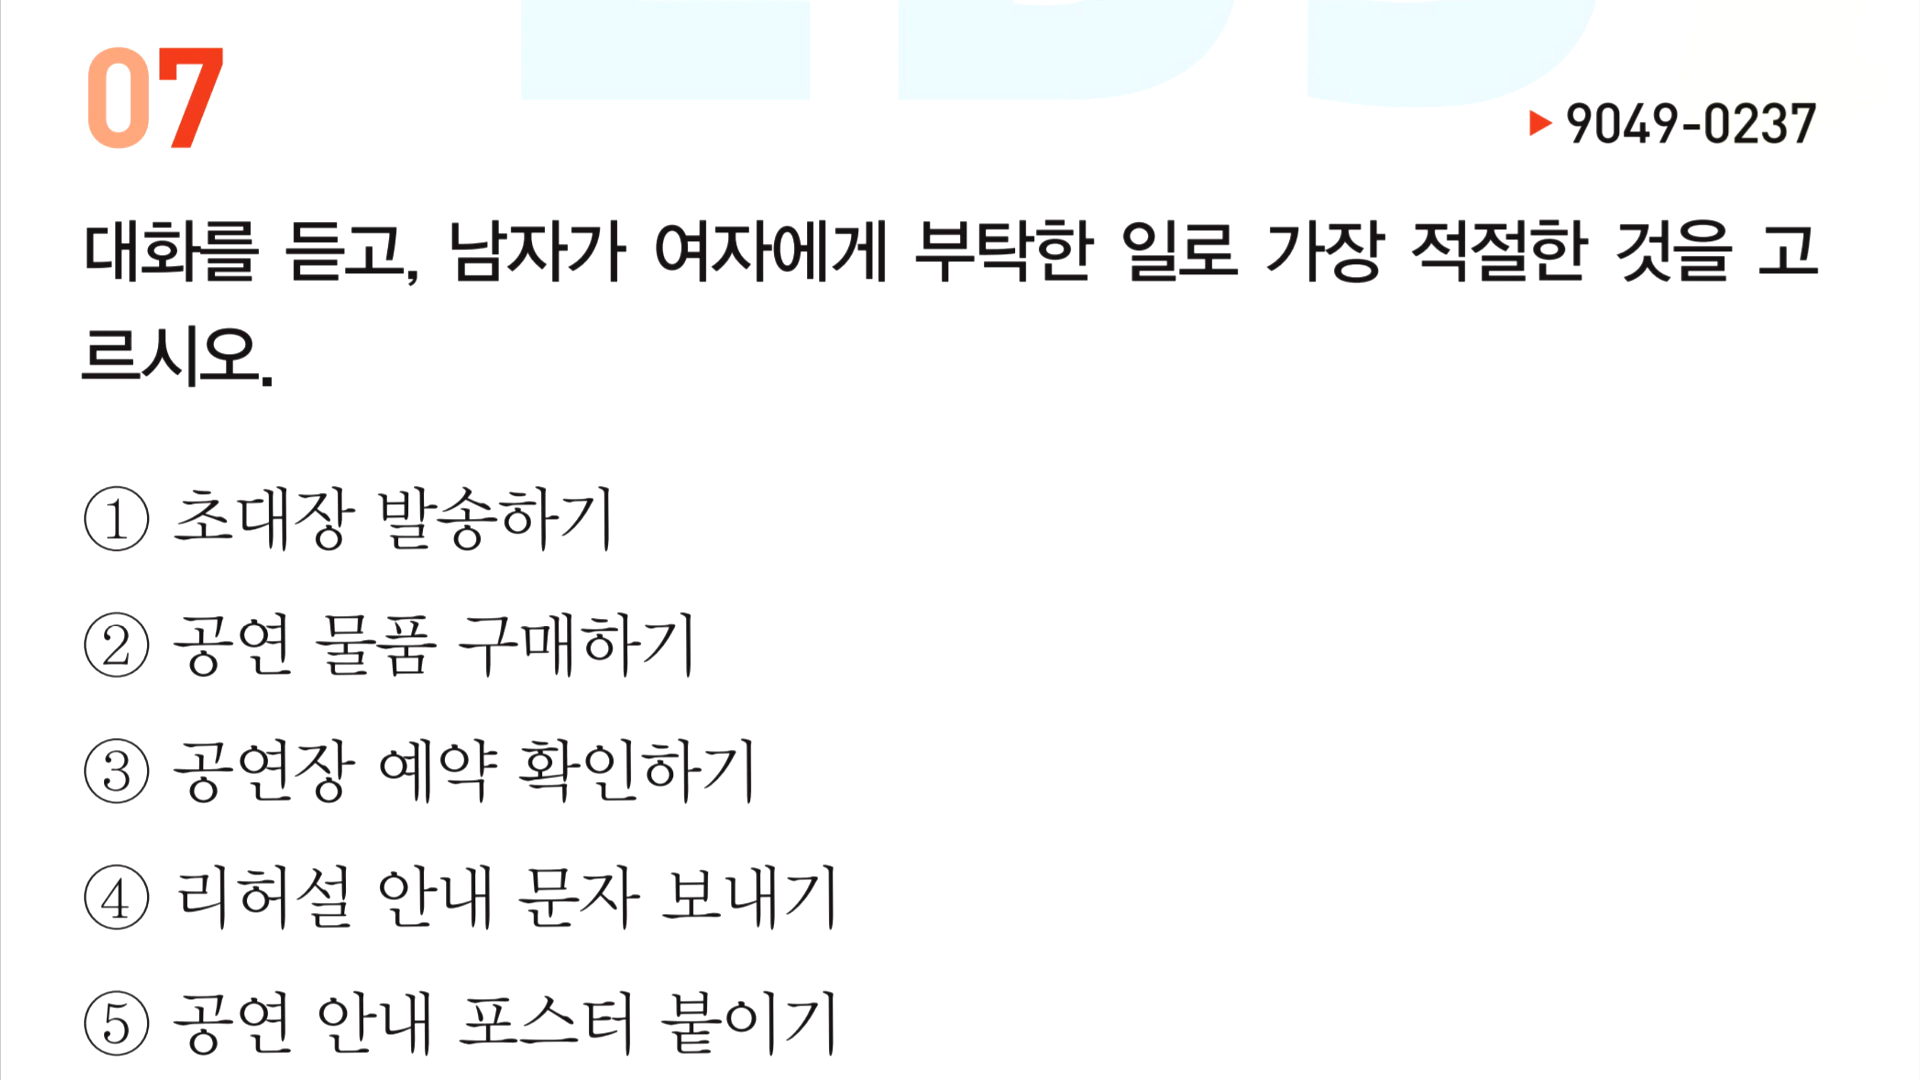 07
▶ 9049-0237
대화를 듣고, 남자가 여자에게 부탁한 일로 가장 적절한 것을 고
르시오.
① 초대장 발송하기
② 공연 물품 구매하기
③ 공연장 예약 확인하기
④ 리허설 안내 문자 보내기
⑤ 공연 안내 포스터 붙이기